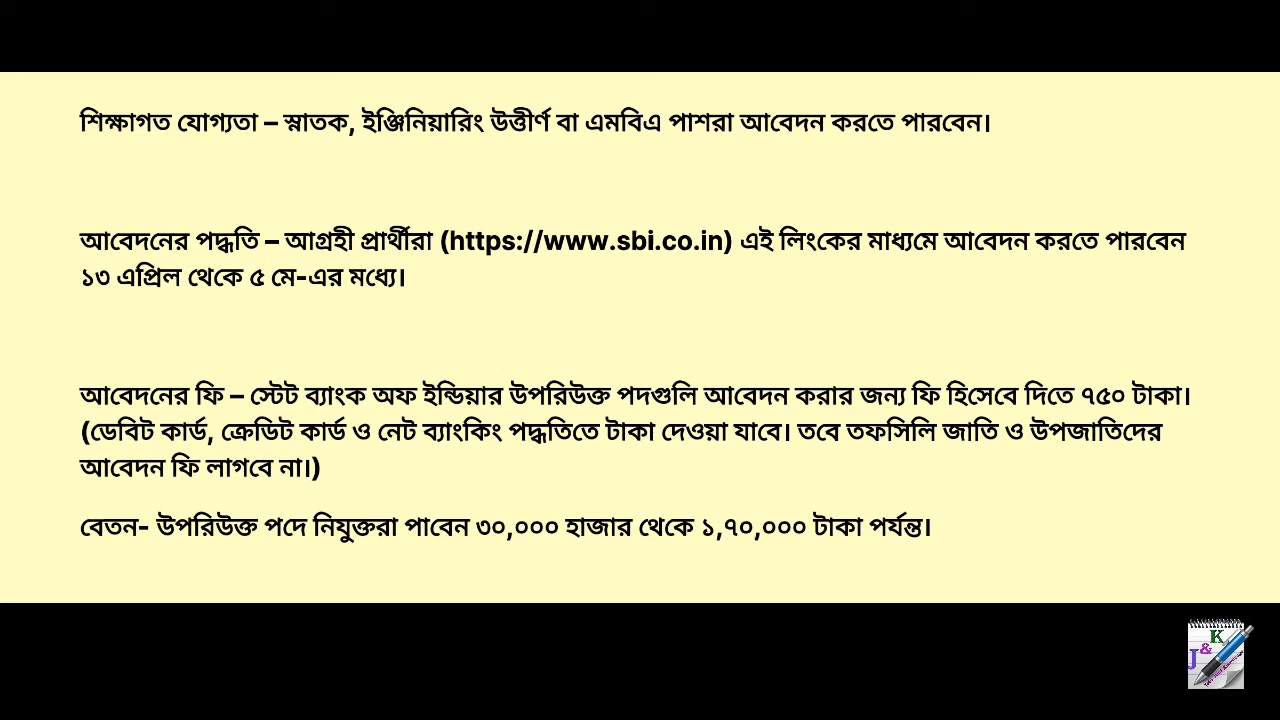 শিক্ষাগত যোগ্যতা – স্নাতক, ইঞ্জিনিয়ারিং উত্তীর্ণ বা এমবিএ পাশরা আবেদন করতে পারবেন।
আবেদনের পদ্ধতি – আগ্রহী প্রার্থীরা (https://www.sbi.co.in) এই লিংকের মাধ্যমে আবেদন করতে পারবেন
১৩ এপ্রিল থেকে ৫ মে-এর মধ্যে।
আবেদনের ফি – স্টেট ব্যাংক অফ ইন্ডিয়ার উপরিউক্ত পদগুলি আবেদন করার জন্য ফি হিসেবে দিতে ৭৫০ টাকা।
(ডেবিট কার্ড, ক্রেডিট কার্ড ও নেট ব্যাংকিং পদ্ধতিতে টাকা দেওয়া যাবে। তবে তফসিলি জাতি ও উপজাতিদের
আবেদন ফি লাগবে না।)
বেতন- উপরিউক্ত পদে নিযুক্তরা পাবেন ৩০,০০০ হাজার থেকে ১,৭০,০০০ টাকা পর্যন্ত।
J&K